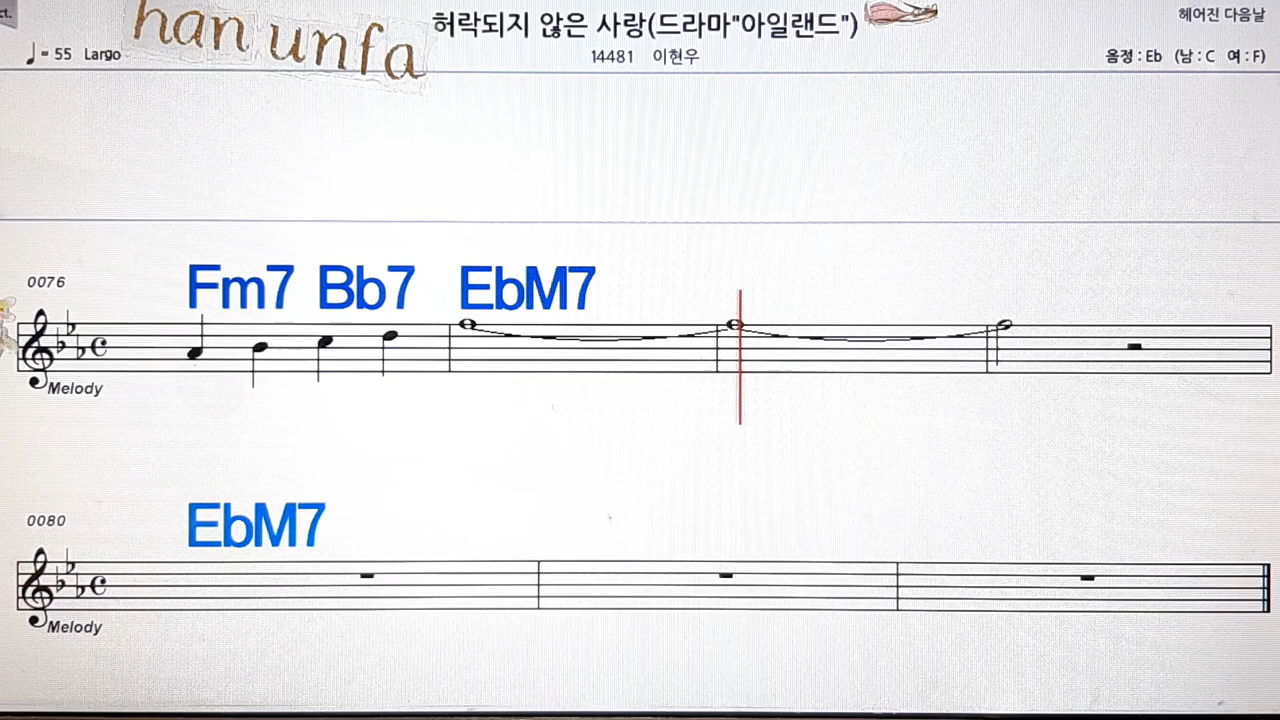 ct.
han unfa
허락되지 않은 사랑(드라마"아일랜드")
헤어진 다음날
♩ = 55 Largo
14481 이현우
음정 : Eb (남 : C 여 : F)
0076
Fm7 Bb7 EbM7
Melody
0080
EbM7
Melody